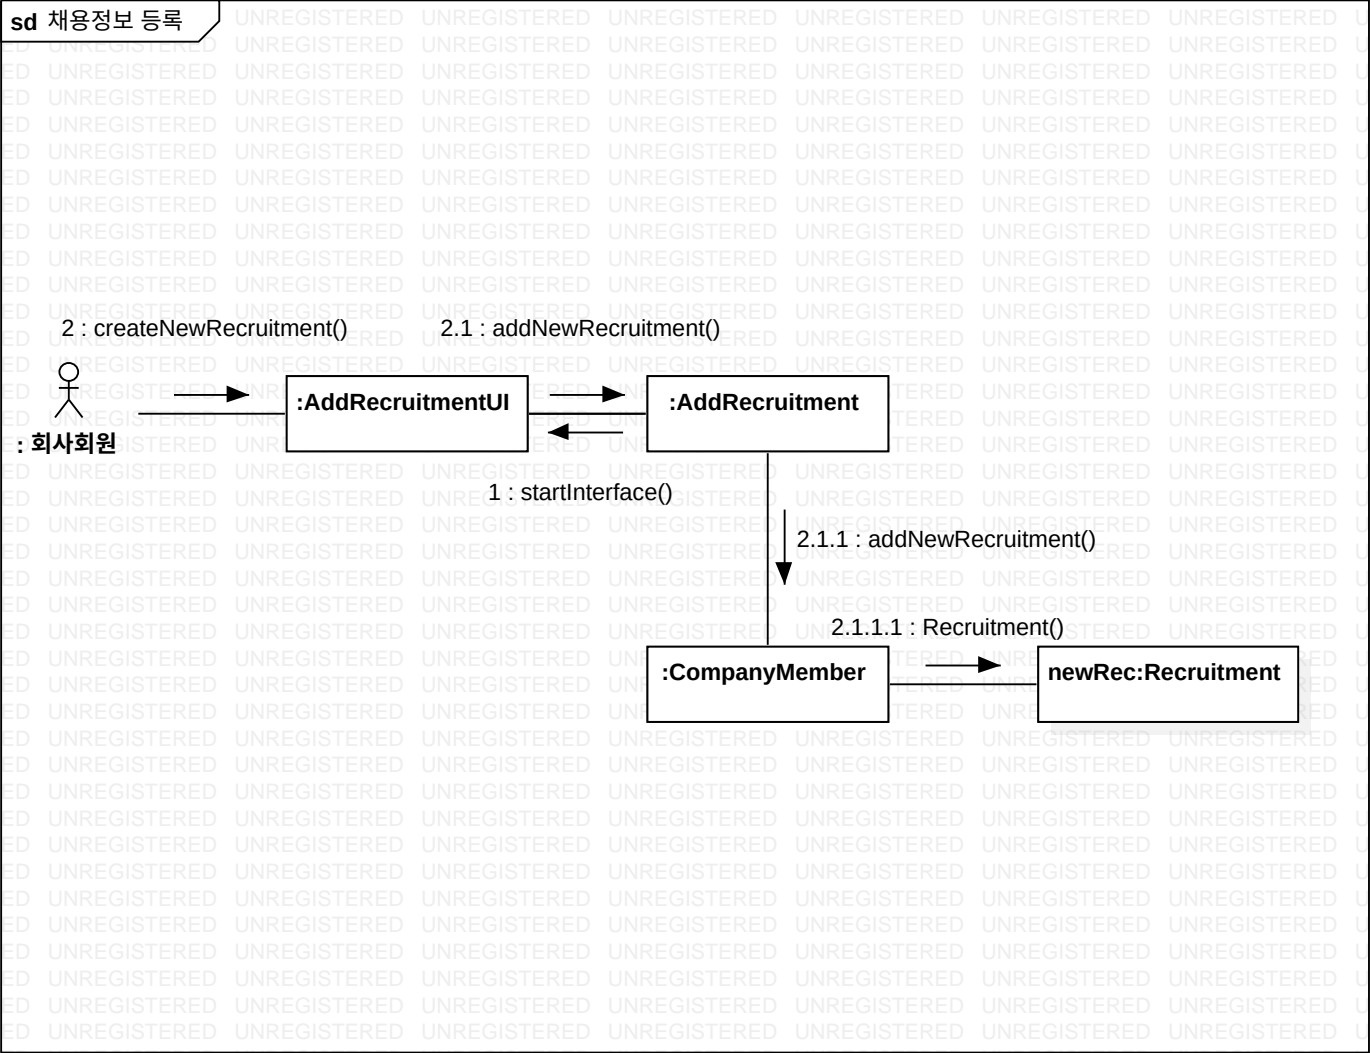 sd 채용정보 등록
2 : createNewRecruitment()
2.1 : addNewRecruitment()
:AddRecruitmentUI
:AddRecruitment
: 회사회원
1 : startInterface()
2.1.1 : addNewRecruitment()
2.1.1.1 : Recruitment()
:CompanyMember
newRec:Recruitment
UNREGISTERED